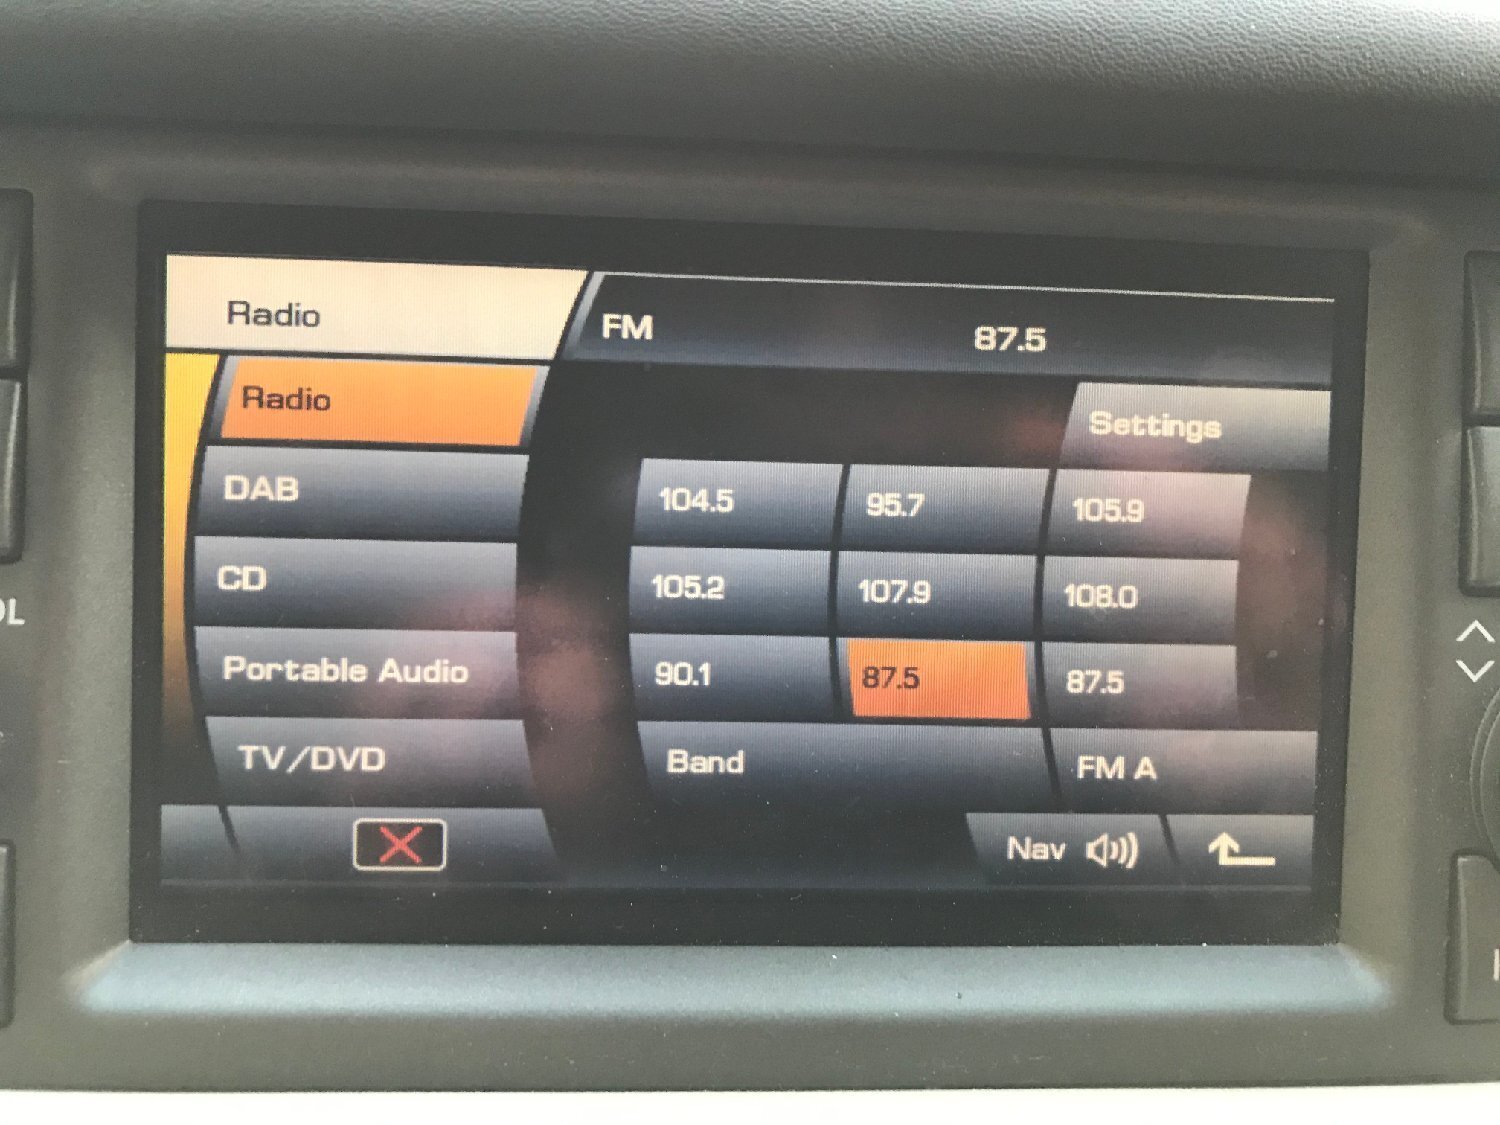 Radio
FM 87.5
Radio
Settings
DAB
104.5 95.7 105.9
CD
105.2 107.9 108.0
Portable Audio
90.1 87.5 87.5
TV/DVD
Band
FM A
Nav
OL